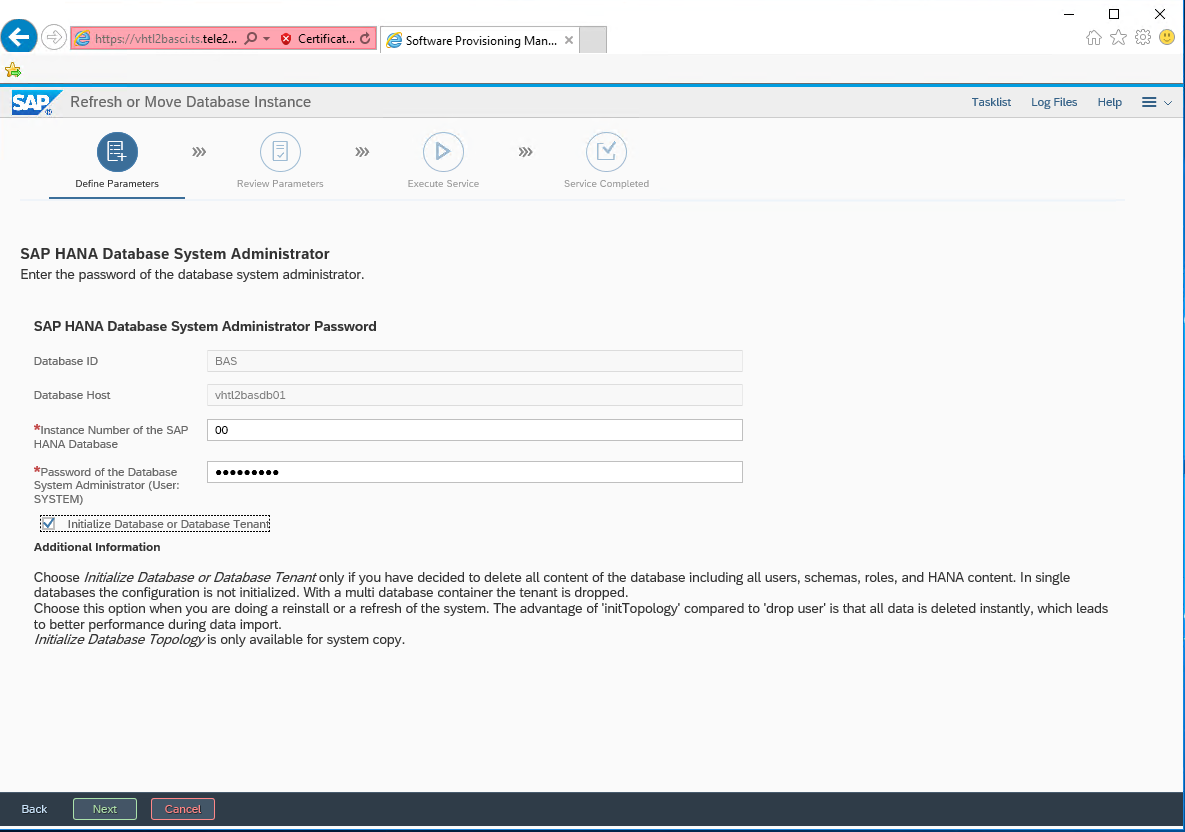 https://vhtl2basci.ts.tele2...
Certificat...
Software Provisioning Man...
SAP
Refresh or Move Database Instance
Tasklist
Log Files
Help
Define Parameters
Review Parameters
Execute Service
Service Completed
SAP HANA Database System Administrator
Enter the password of the database system administrator.
SAP HANA Database System Administrator Password
Database ID
BAS
Database Host
vhtl2basdb01
*Instance Number of the SAP
HANA Database
00
*Password of the Database
System Administrator (User:
SYSTEM)
•••••••••
Initialize Database or Database Tenant
Additional Information
Choose Initialize Database or Database Tenant only if you have decided to delete all content of the database including all users, schemas, roles, and HANA content. In single
databases the configuration is not initialized. With a multi database container the tenant is dropped.
Choose this option when you are doing a reinstall or a refresh of the system. The advantage of 'initTopology' compared to 'drop user' is that all data is deleted instantly, which leads
to better performance during data import.
Initialize Database Topology is only available for system copy.
Back
Next
Cancel